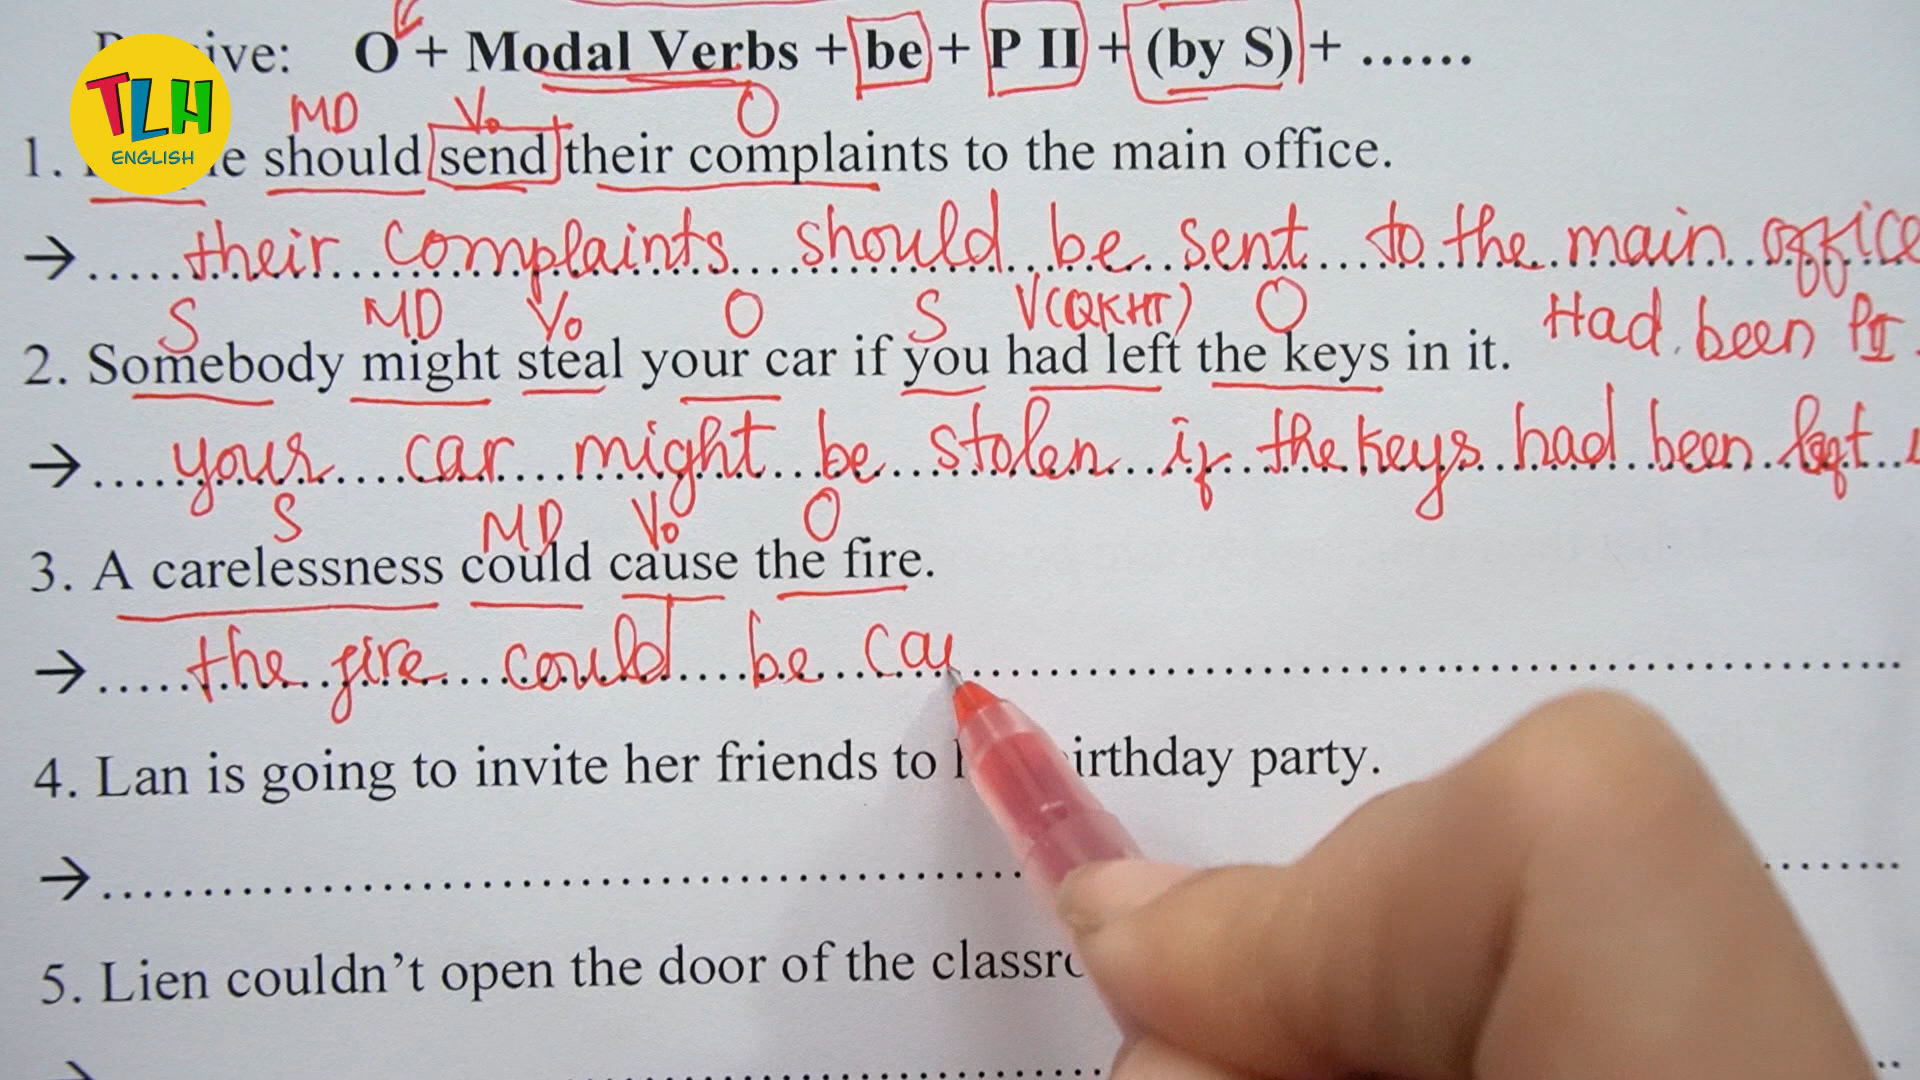 TLH
ENGLISH
O + Modal Verbs + be + P II + (by S) + ......
MD Vo O
1. should send their complaints to the main office.
→ their complaints should be sent to the main office
S MD Vo O S V(QKHT) O Had been PII
2. Somebody might steal your car if you had left the keys in it.
→ your car might be stolen if the keys had been left
S MD Vo O
3. A carelessness could cause the fire.
→ the fire could be cau
4. Lan is going to invite her friends to party.
→
5. Lien couldn't open the door of the